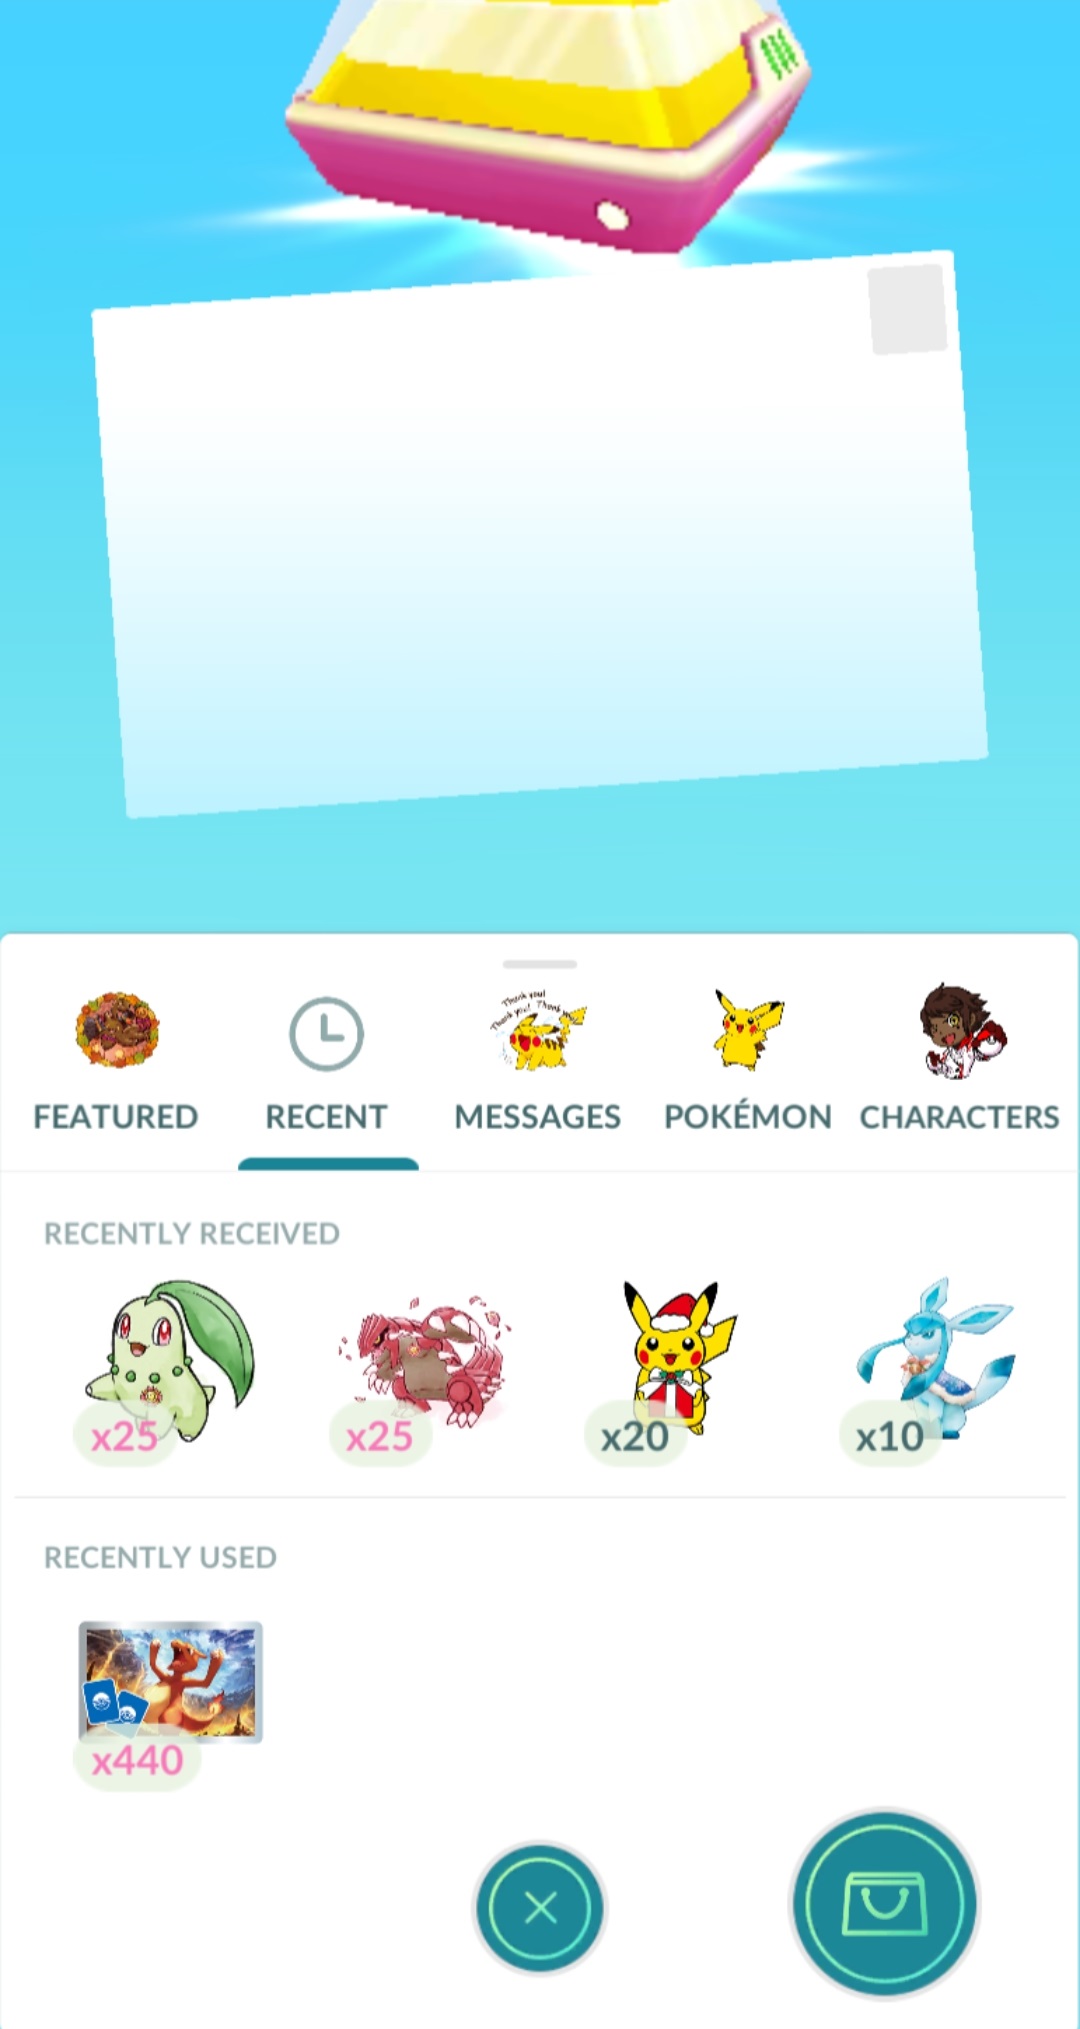 Thank you!
Thank you! Thank you!
FEATURED RECENT MESSAGES POKÉMON CHARACTERS
RECENTLY RECEIVED
x25 x25 x20 x10
RECENTLY USED
x440